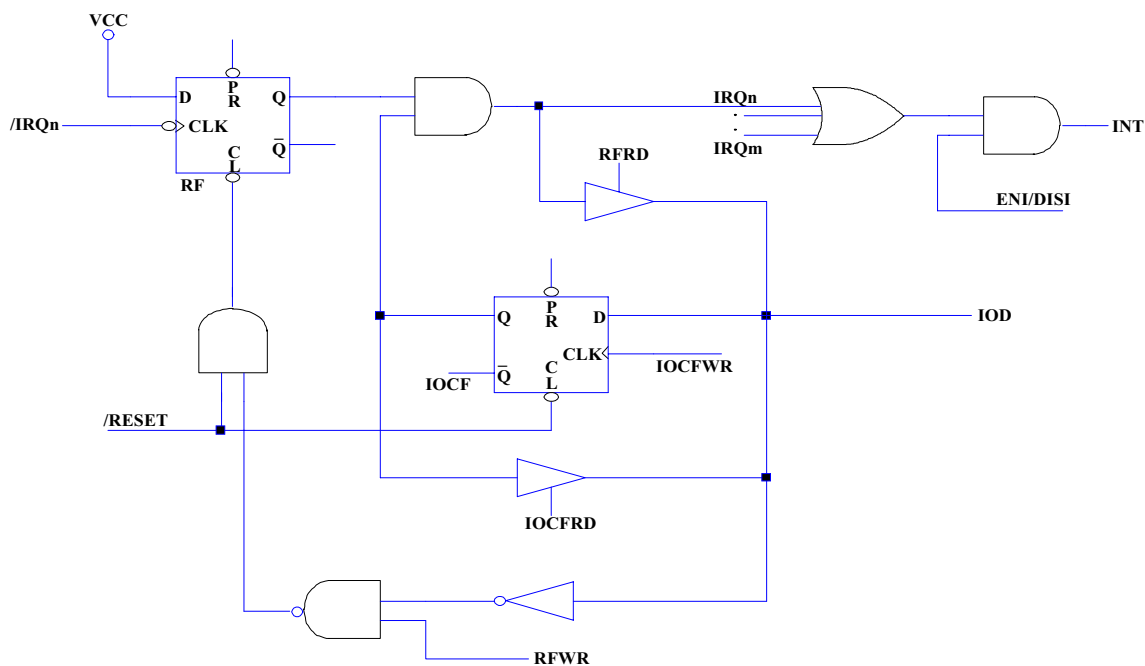 VCC
P
R
D
Q
/IRQn
CLK
C
L
Q̅
RF
IRQn
:
IRQm
INT
RFRD
ENI/DISI
P
R
Q
D
IOD
CLK
C
L
Q̅
IOCF
IOCFWR
/RESET
IOCFRD
RFWR